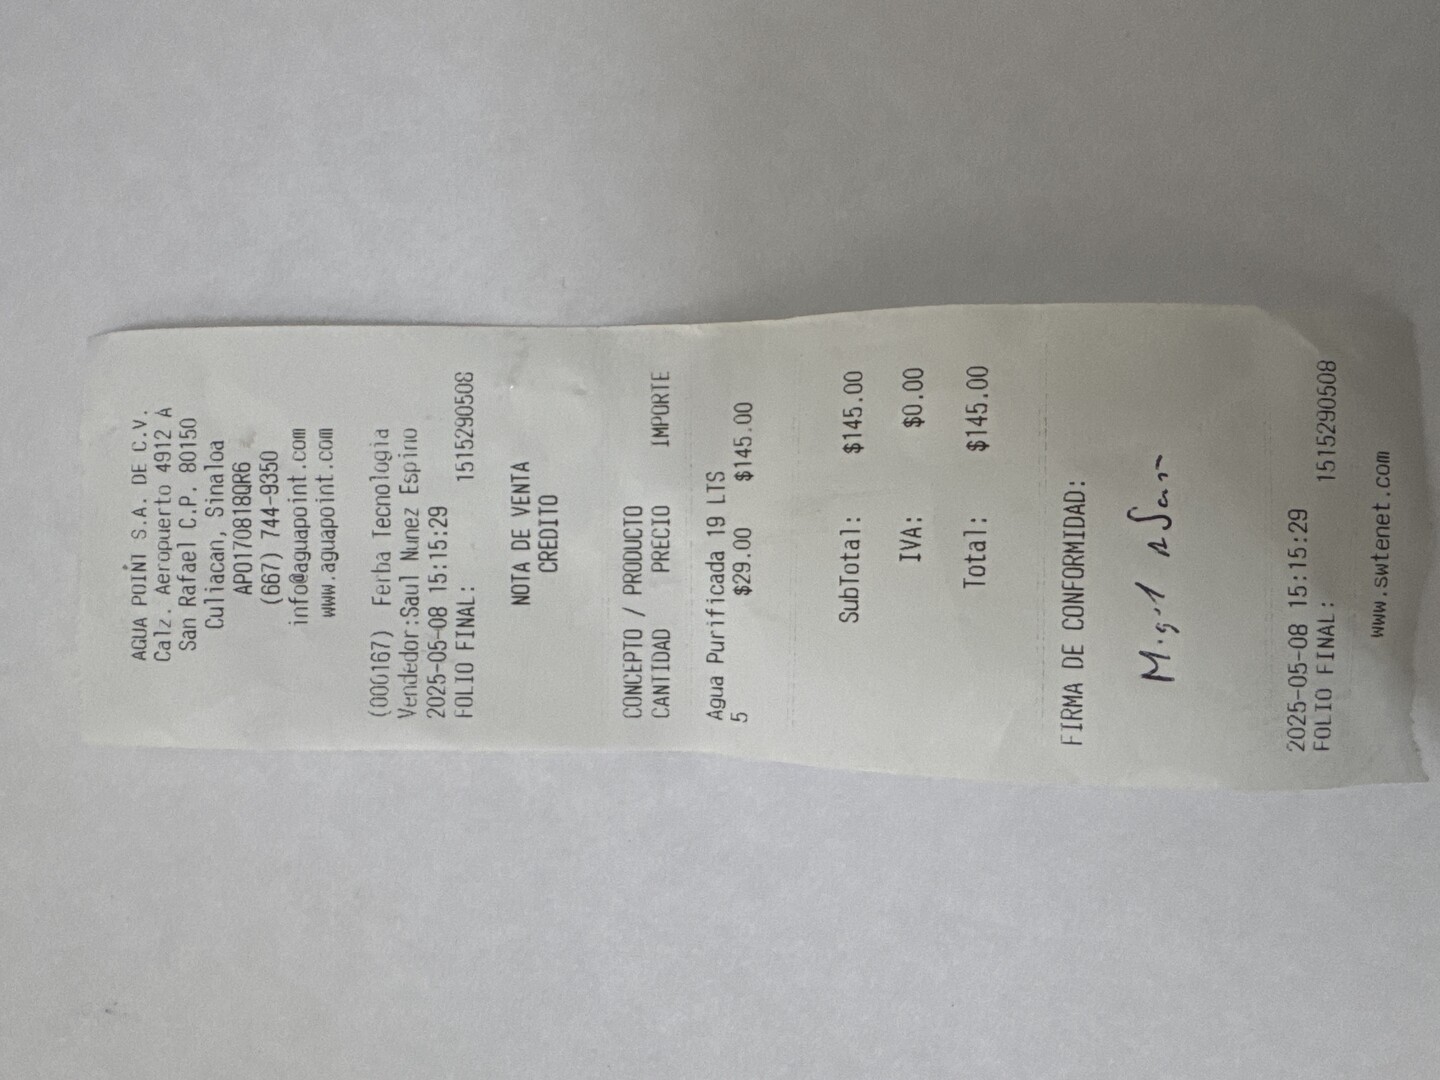 AGUA POINT S.A. DE C.V.
Calz. Aeropuerto 4912 A
San Rafael C.P. 80150
Culiacan, Sinaloa
APO170818QR6
(667) 744-9350
info@aguapoint.com
www.aguapoint.com
(000167) Ferba Tecnologia
Vendedor:Saul Nunez Espino
2025-05-08 15:15:29
FOLIO FINAL: 1515290508
NOTA DE VENTA
CREDITO
CONCEPTO / PRODUCTO
CANTIDAD PRECIO IMPORTE
Agua Purificada 19 LTS
5 $29.00 $145.00
SubTotal: $145.00
IVA: $0.00
Total: $145.00
FIRMA DE CONFORMIDAD:
2025-05-08 15:15:29
FOLIO FINAL: 1515290508
www.swtenet.com